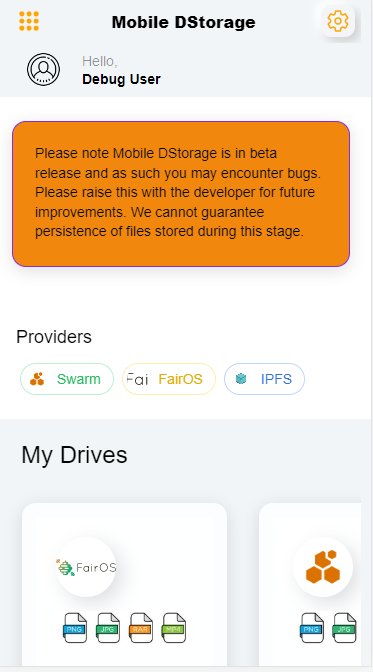 Mobile DStorage
Hello,
Debug User
Please note Mobile DStorage is in beta
release and as such you may encounter bugs.
Please raise this with the developer for future
improvements. We cannot guarantee
persistence of files stored during this stage.
Providers
Swarm Fai FairOS IPFS
My Drives
FairOS
PNG JPG RAR MP4 PNG JPG